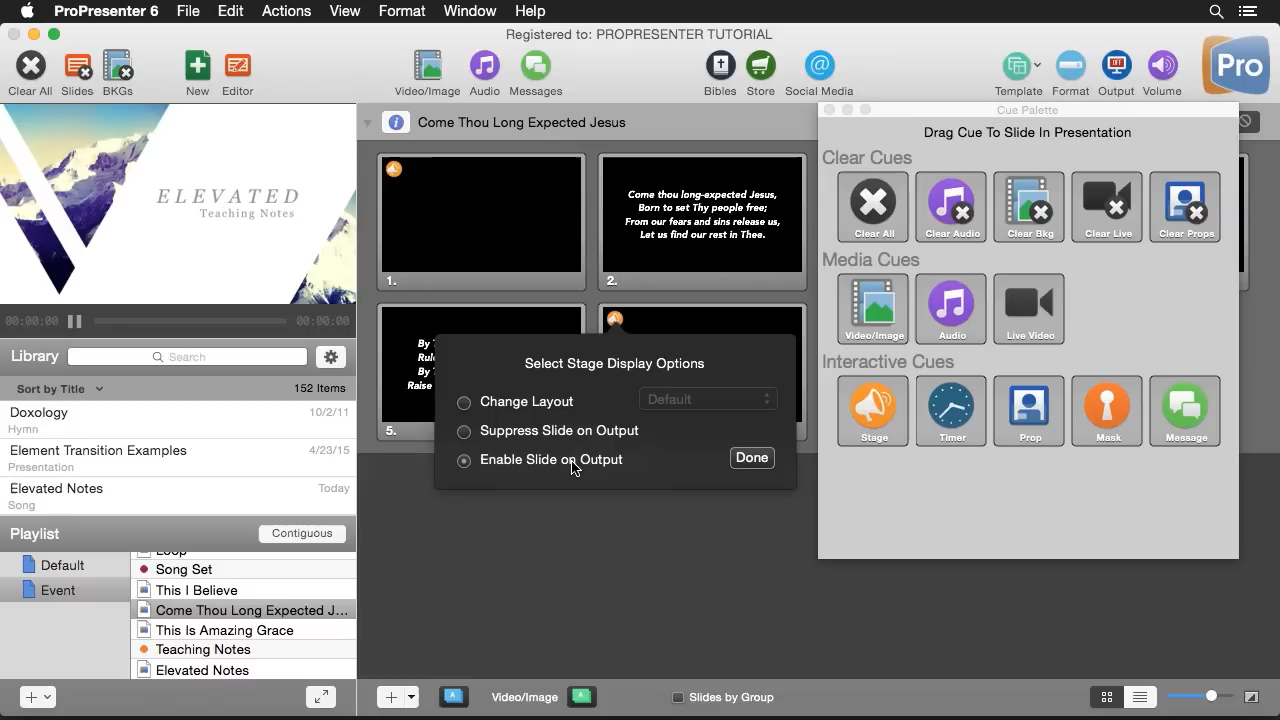 ProPresenter 6 File Edit Actions View Format Window Help
Registered to: PROPRESENTER TUTORIAL
Clear All Slides BKGs New Editor Video/Image Audio Messages Bibles Store Social Media Template Format Output Volume
OFF
Pro
ELEVATED
Teaching Notes
00:00:00 00:00:00
Library Search
Sort by Title 152 Items
Doxology 10/2/11
Hymn
Element Transition Examples 4/23/15
Presentation
Elevated Notes Today
Song
Playlist Contiguous
Default
Event
Loop
Song Set
This I Believe
Come Thou Long Expected J...
This Is Amazing Grace
Teaching Notes
Elevated Notes
Come Thou Long Expected Jesus
1.
Come thou long-expected Jesus,
Born to set Thy people free;
From our fears and sins release us,
Let us find our rest in Thee.
2.
By
Rul
By
Raise
5.
Select Stage Display Options
Change Layout Default
Suppress Slide on Output
Enable Slide on Output Done
Cue Palette
Drag Cue To Slide In Presentation
Clear Cues
Clear All Clear Audio Clear Bkg Clear Live Clear Props
Media Cues
Video/Image Audio Live Video
Interactive Cues
Stage Timer Prop Mask Message
Video/Image
Slides by Group